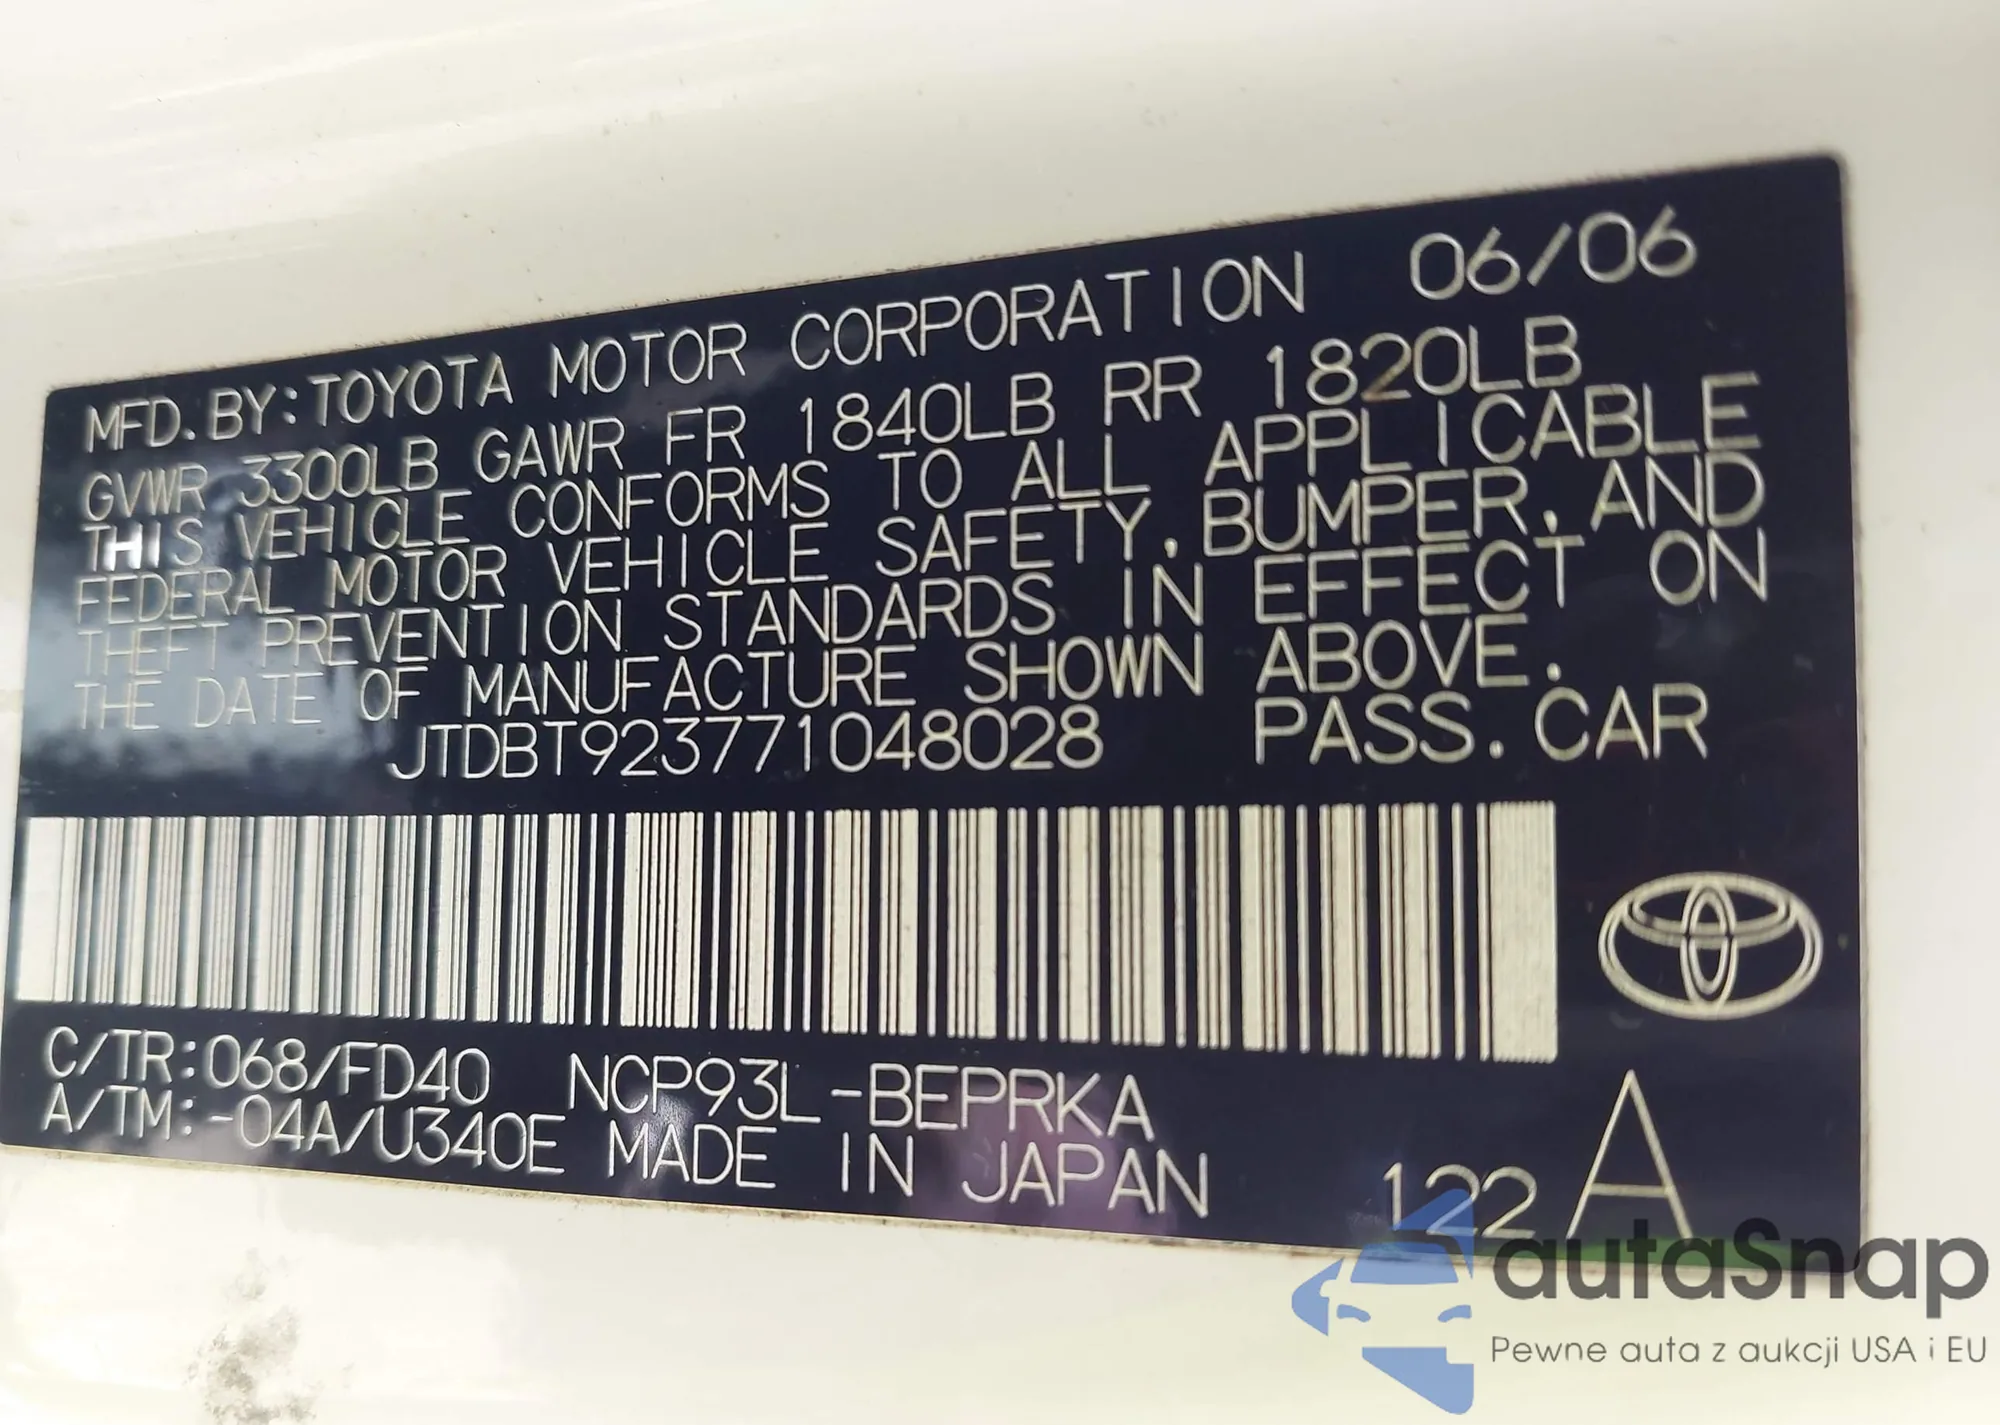 MFD. BY: TOYOTA MOTOR CORPORATION 06/06
GVWR 3300LB GAWR FR 1840LB RR 1820LB
THIS VEHICLE CONFORMS TO ALL APPLICABLE
FEDERAL MOTOR VEHICLE SAFETY, BUMPER, AND
THEFT PREVENTION STANDARDS IN EFFECT ON
THE DATE OF MANUFACTURE SHOWN ABOVE.
JTDBT923771048028 PASS. CAR
C/TR:068/FD40 NCP93L-BEPRKA
A/TM:-04A/U340E MADE IN JAPAN
122 A
autaSnap
Pewne auta z aukcji USA i EU